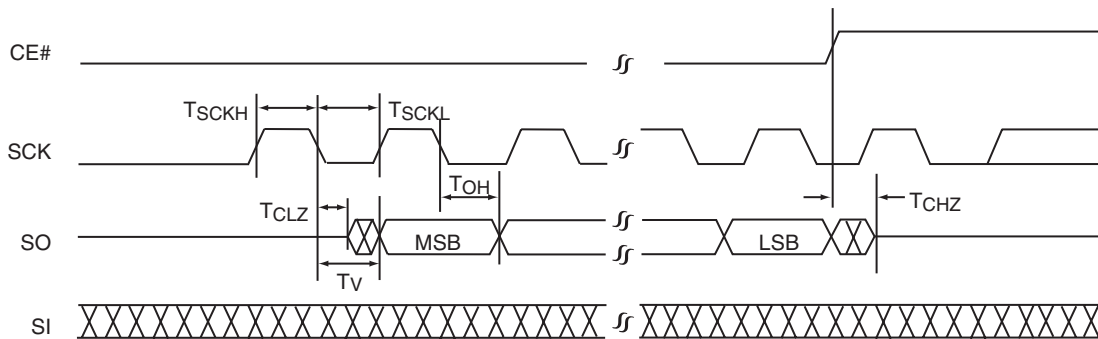 CE#
TSCKH
TSCKL
SCK
TOH
TCLZ
TCHZ
SO
MSB
LSB
TV
SI